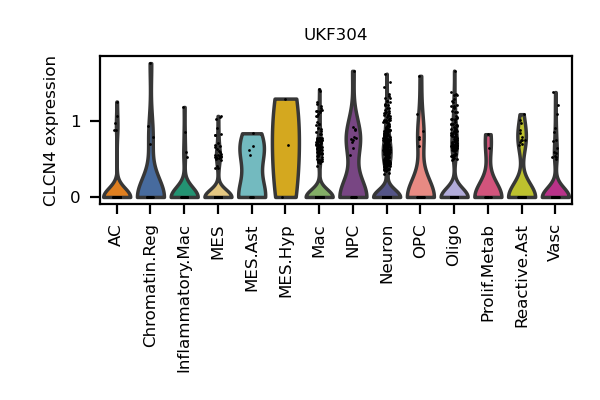 UKF304
CLCN4 expression
1
0
AC
Chromatin.Reg
Inflammatory.Mac
MES
MES.Ast
MES.Hyp
Mac
NPC
Neuron
OPC
Oligo
Prolif.Metab
Reactive.Ast
Vasc